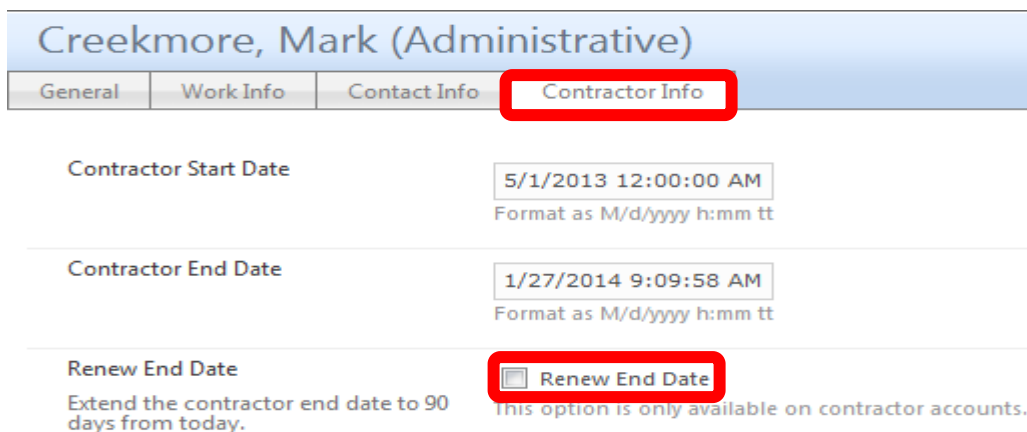 Creekmore, Mark (Administrative)
General Work Info Contact Info Contractor Info
Contractor Start Date
5/1/2013 12:00:00 AM
Format as M/d/yyyy h:mm tt
Contractor End Date
1/27/2014 9:09:58 AM
Format as M/d/yyyy h:mm tt
Renew End Date
Extend the contractor end date to 90
days from today.
Renew End Date
This option is only available on contractor accounts.